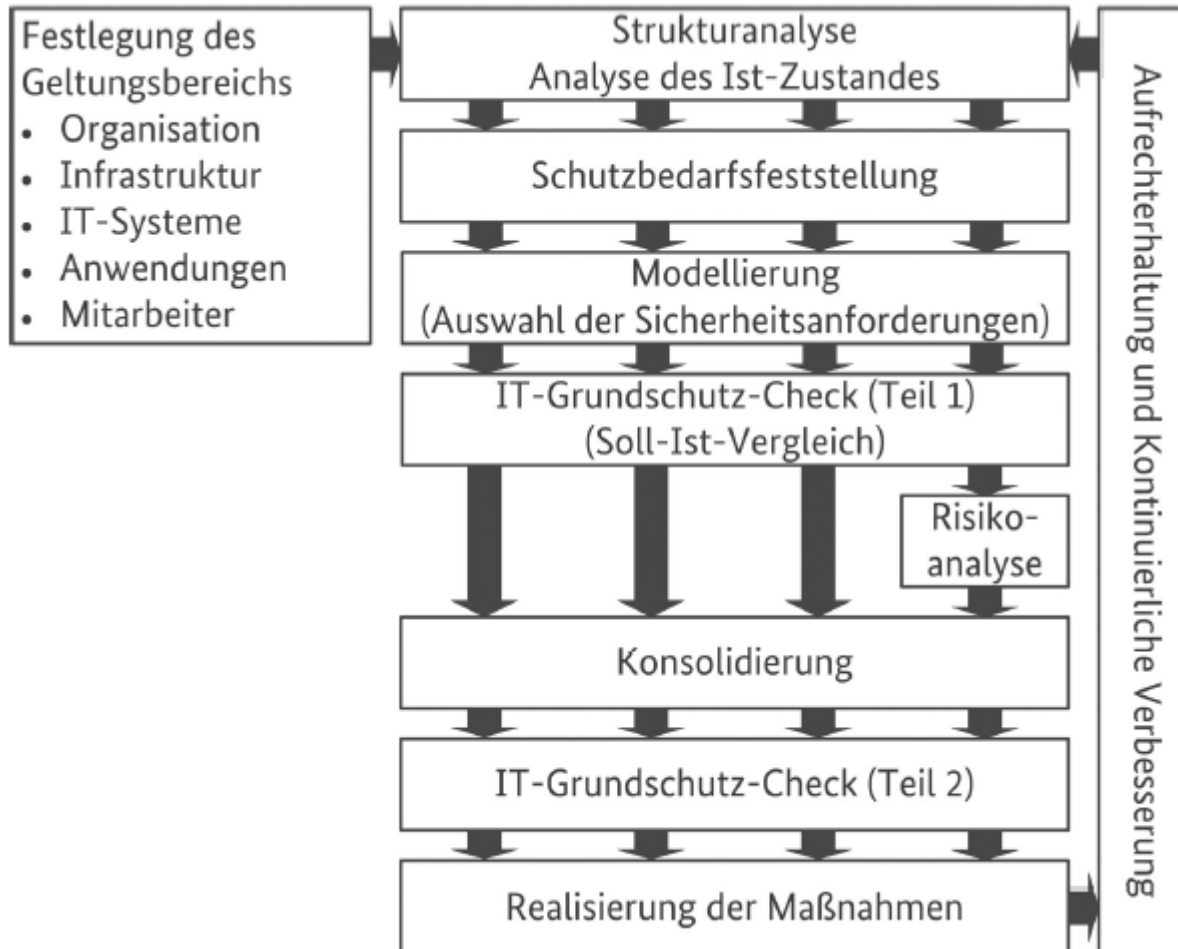 Festlegung des
Geltungsbereichs
• Organisation
• Infrastruktur
• IT-Systeme
• Anwendungen
• Mitarbeiter
Strukturanalyse
Analyse des Ist-Zustandes
Schutzbedarfsfeststellung
Modellierung
(Auswahl der Sicherheitsanforderungen)
IT-Grundschutz-Check (Teil 1)
(Soll-Ist-Vergleich)
Risiko-
analyse
Konsolidierung
IT-Grundschutz-Check (Teil 2)
Realisierung der Maßnahmen
Aufrechterhaltung und Kontinuierliche Verbesserung